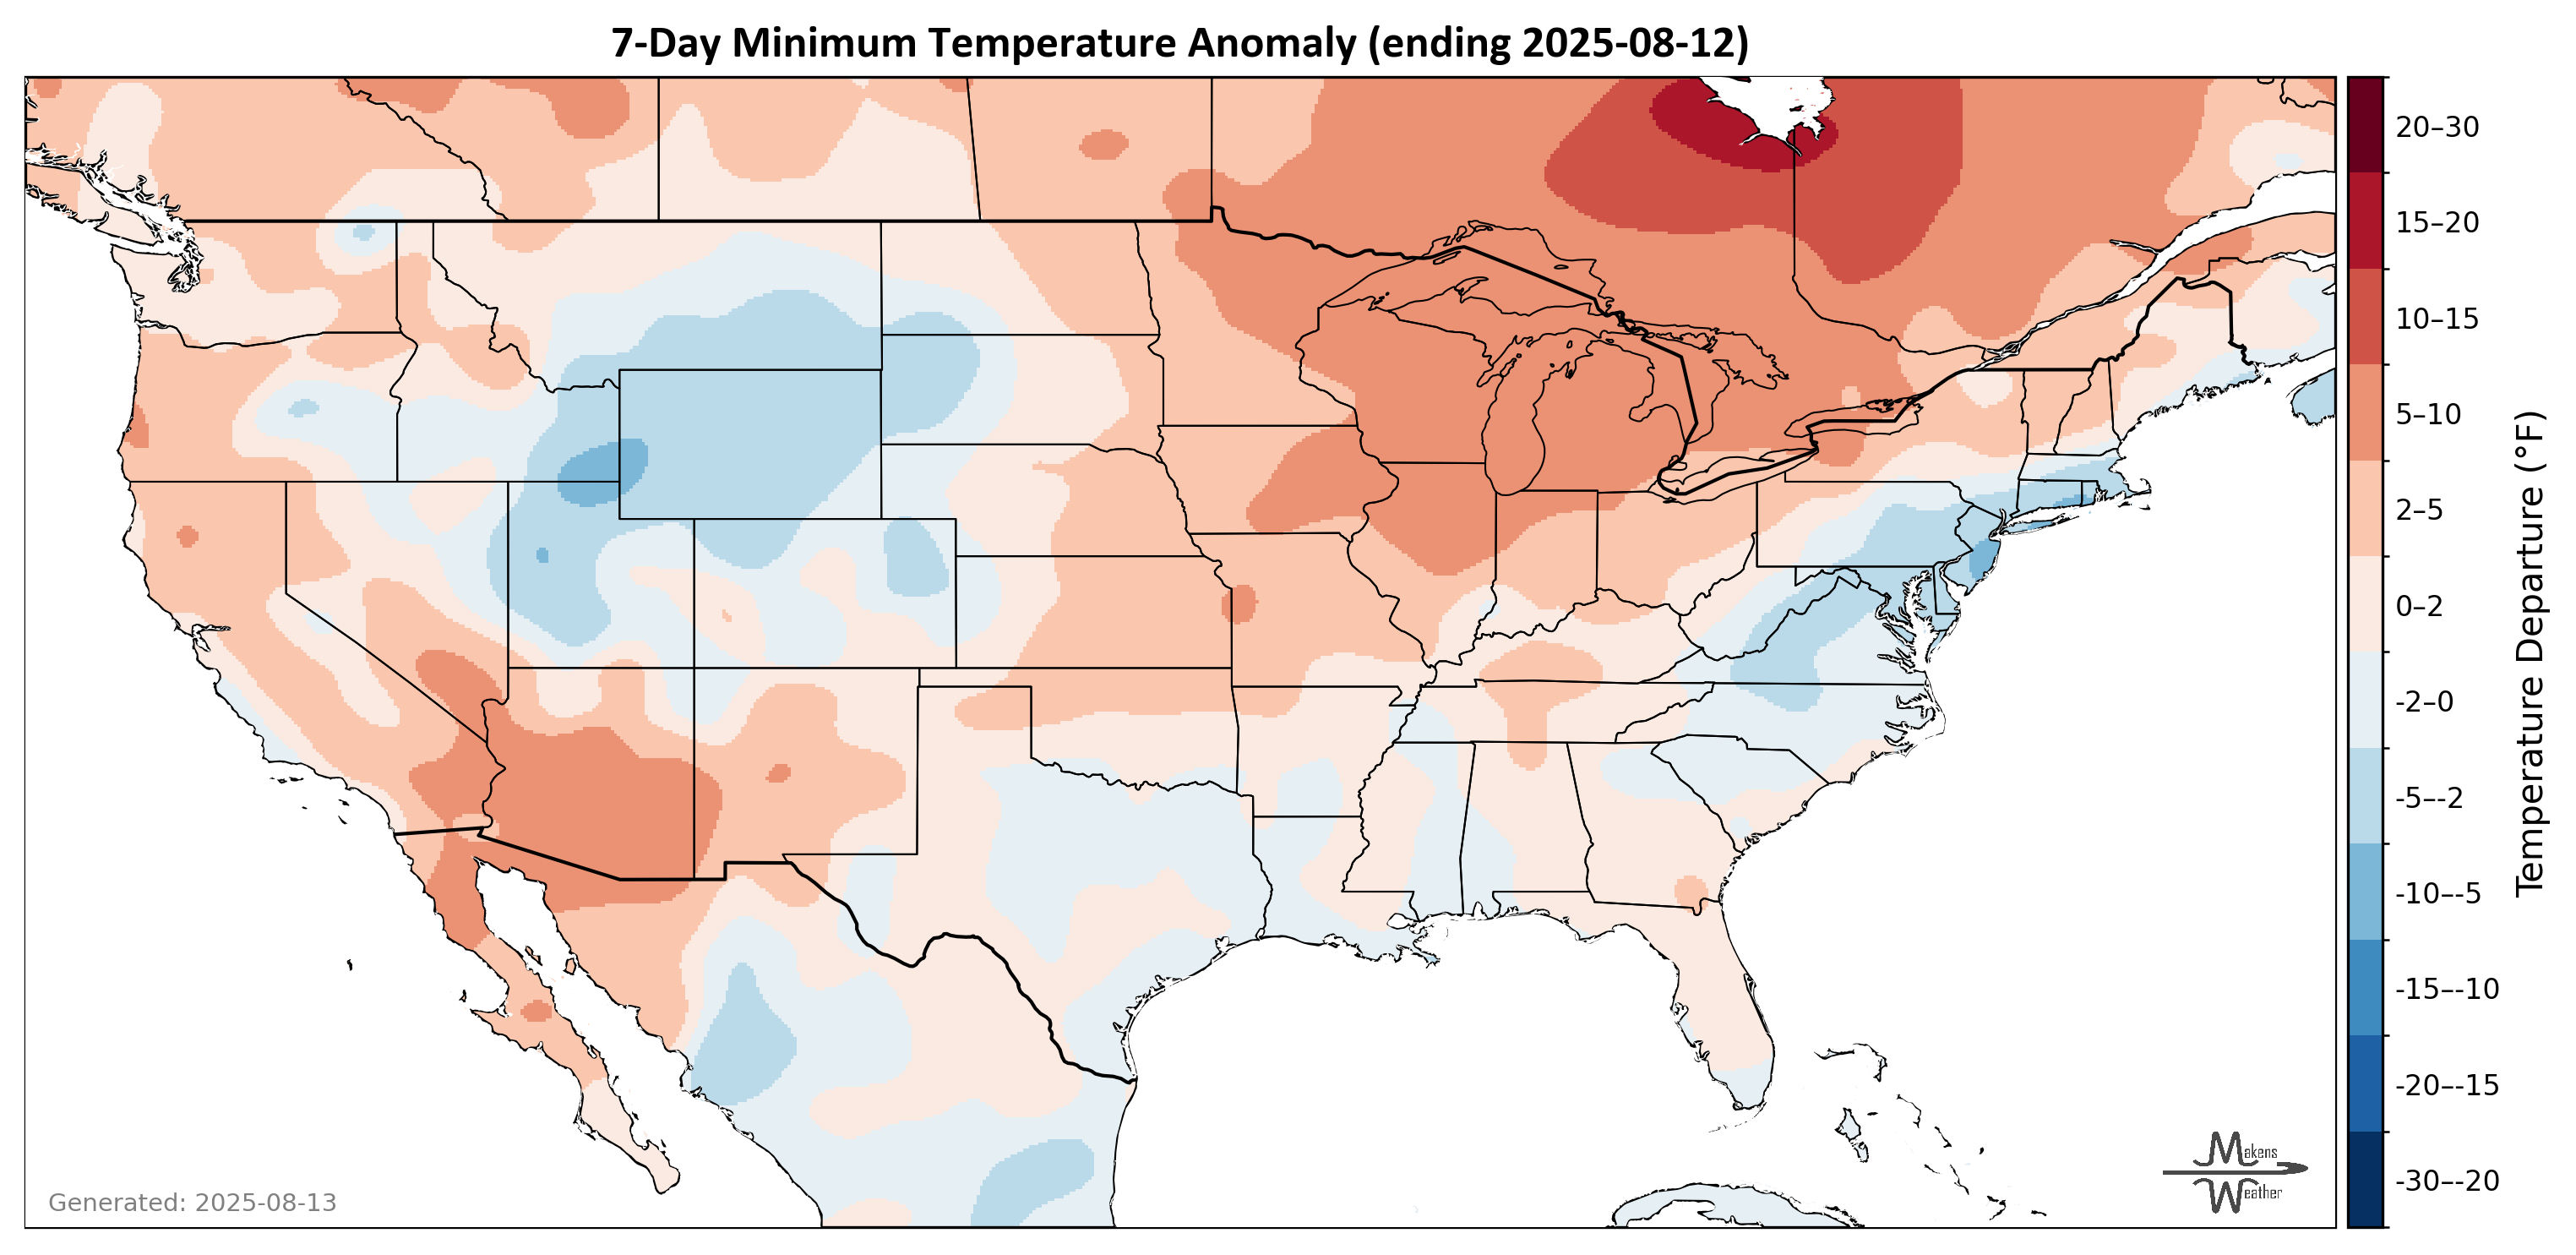 7-Day Minimum Temperature Anomaly (ending 2025-08-12)
20–30
15–20
10–15
5–10
2–5
0–2
-2–0
-5–-2
-10–-5
-15–-10
-20–-15
-30–-20
Temperature Departure (°F)
Generated: 2025-08-13
Makens
Weather